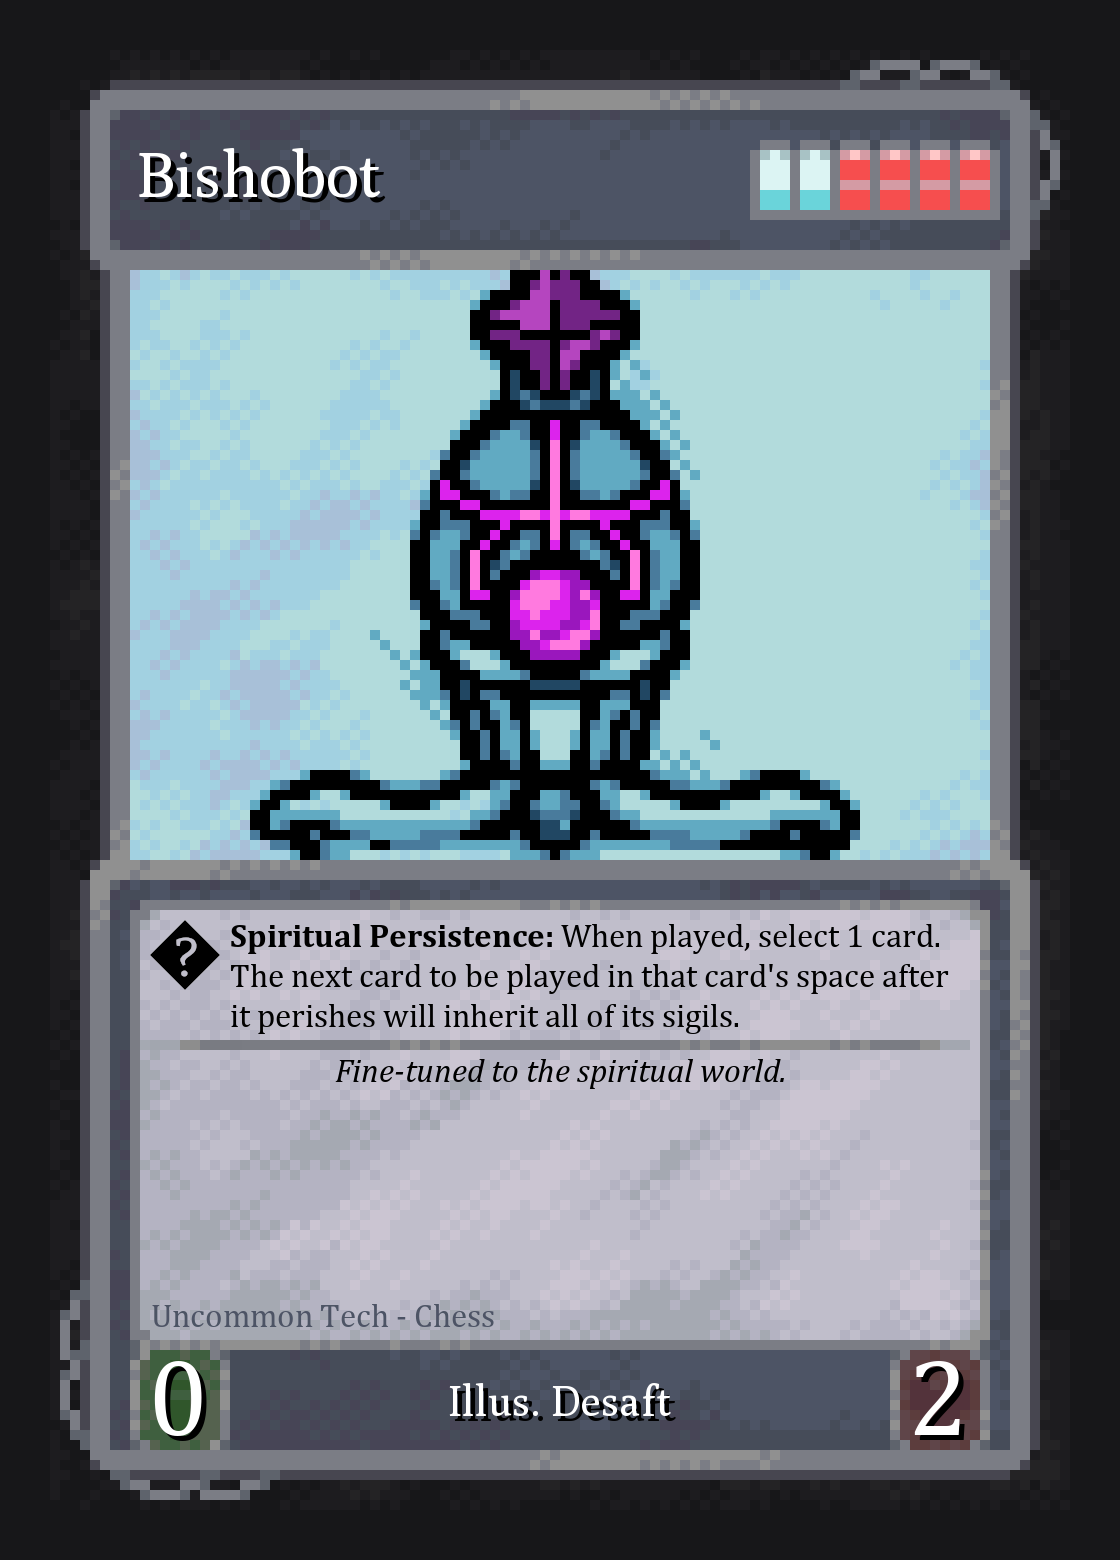 Bishobot
?
Spiritual Persistence: When played, select 1 card.
The next card to be played in that card's space after
it perishes will inherit all of its sigils.
Fine-tuned to the spiritual world.
Uncommon Tech - Chess
0
Illus. Desaft
2